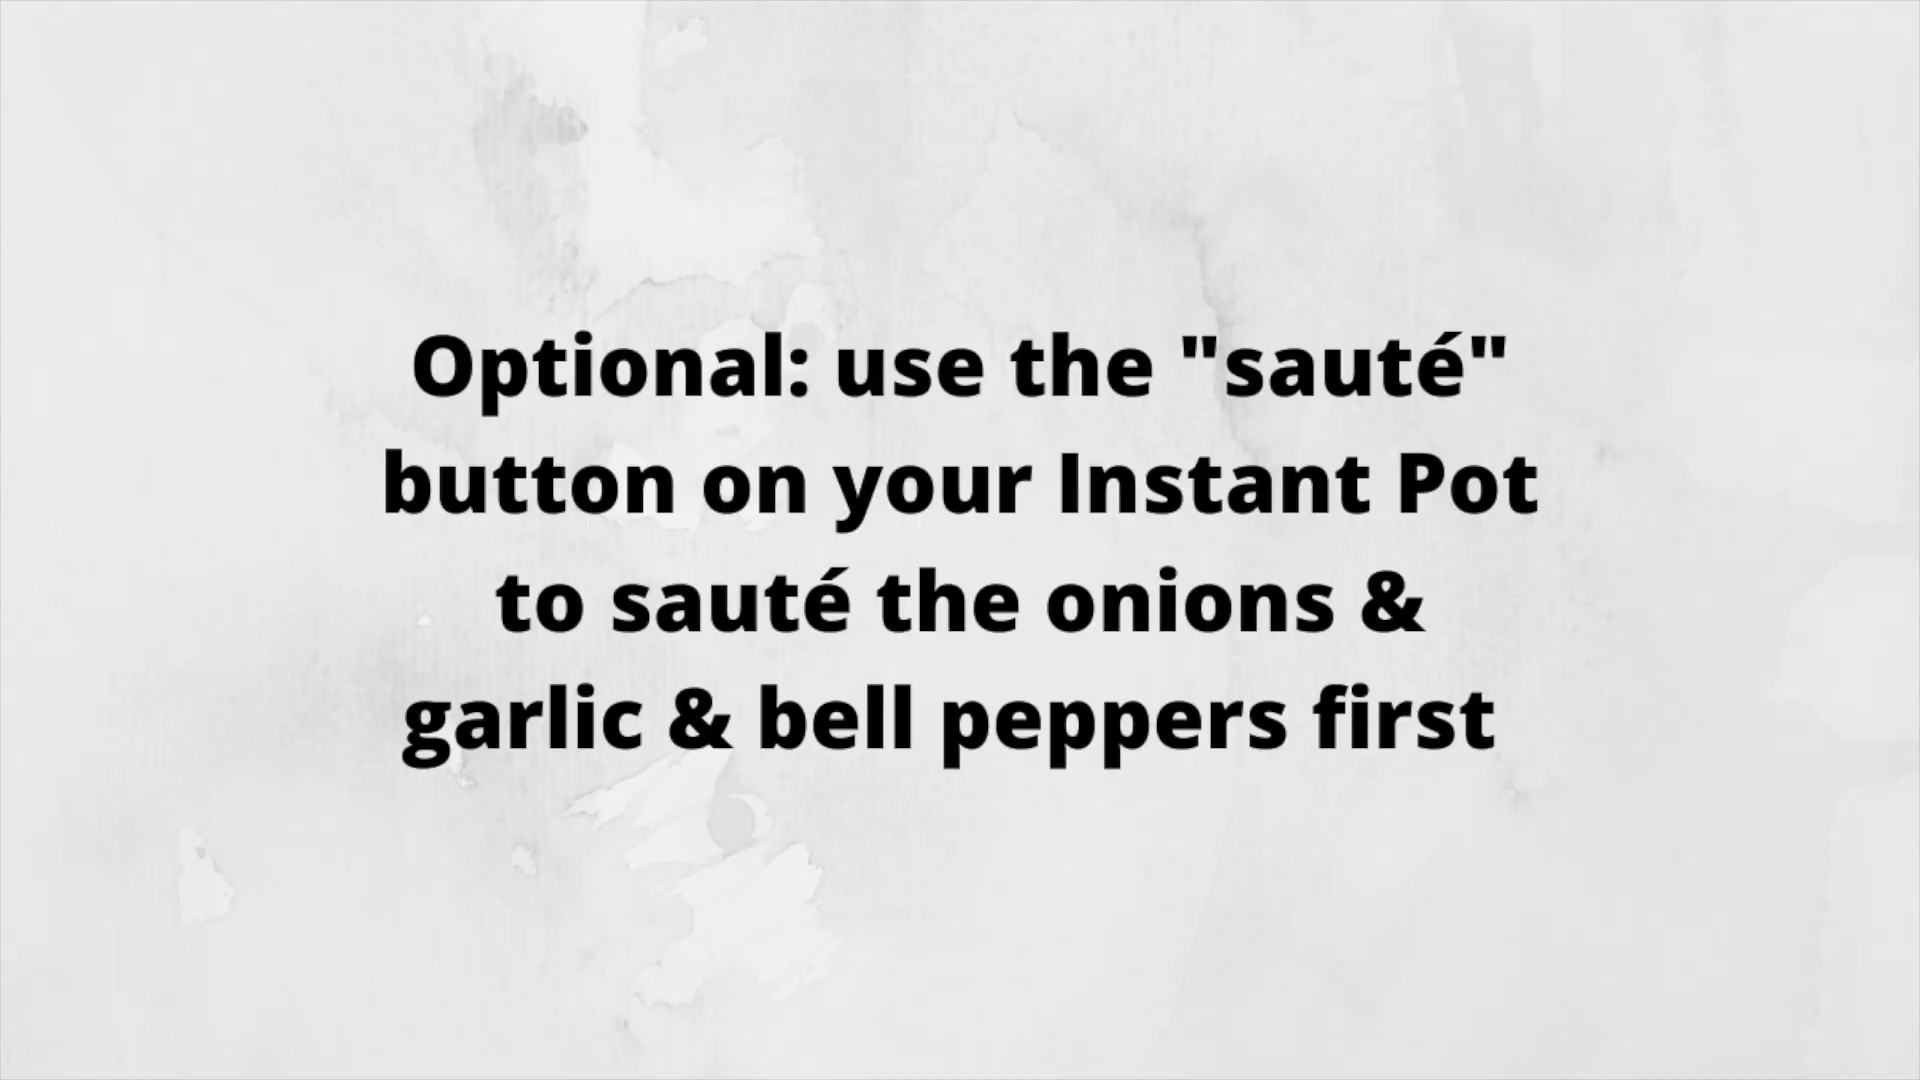 Optional: use the "sauté"
button on your Instant Pot
to sauté the onions &
garlic & bell peppers first